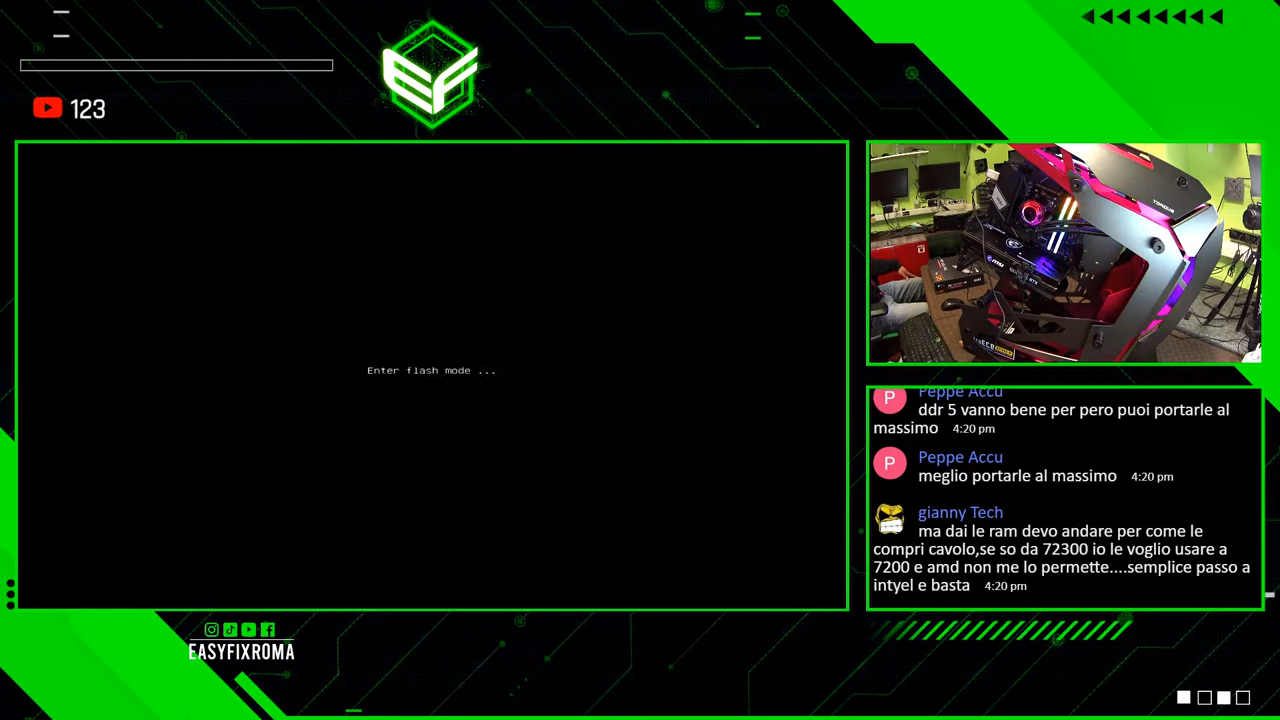 EF
123
TORQUE
Enter flash mode ...
P
Peppe Accu
ddr 5 vanno bene per pero puoi portarle al
massimo 4:20 pm
P
Peppe Accu
meglio portarle al massimo 4:20 pm
gianny Tech
ma dai le ram devo andare per come le
compri cavolo,se so da 72300 io le voglio usare a
7200 e amd non me lo permette....semplice passo a
intyel e basta 4:20 pm
EASYFIXROMA